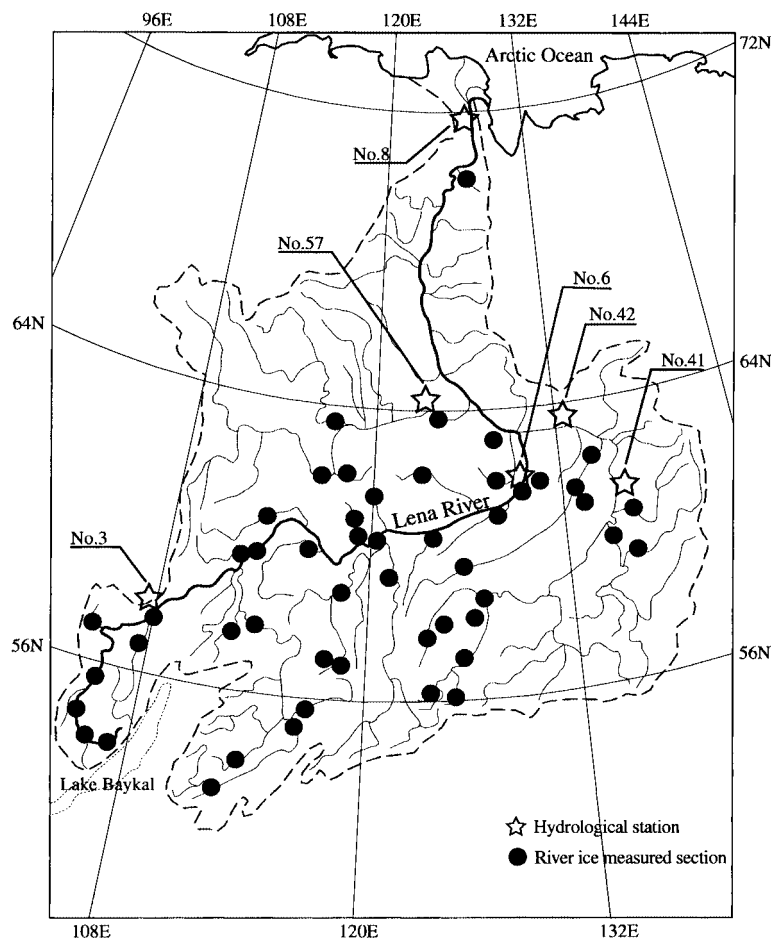 96E 108E 120E 132E 144E
72N
Arctic Ocean
No.8
No.57
No.6
No.42
64N
64N
No.41
Lena River
No.3
56N
56N
Lake Baykal
Hydrological station
River ice measured section
108E 120E 132E